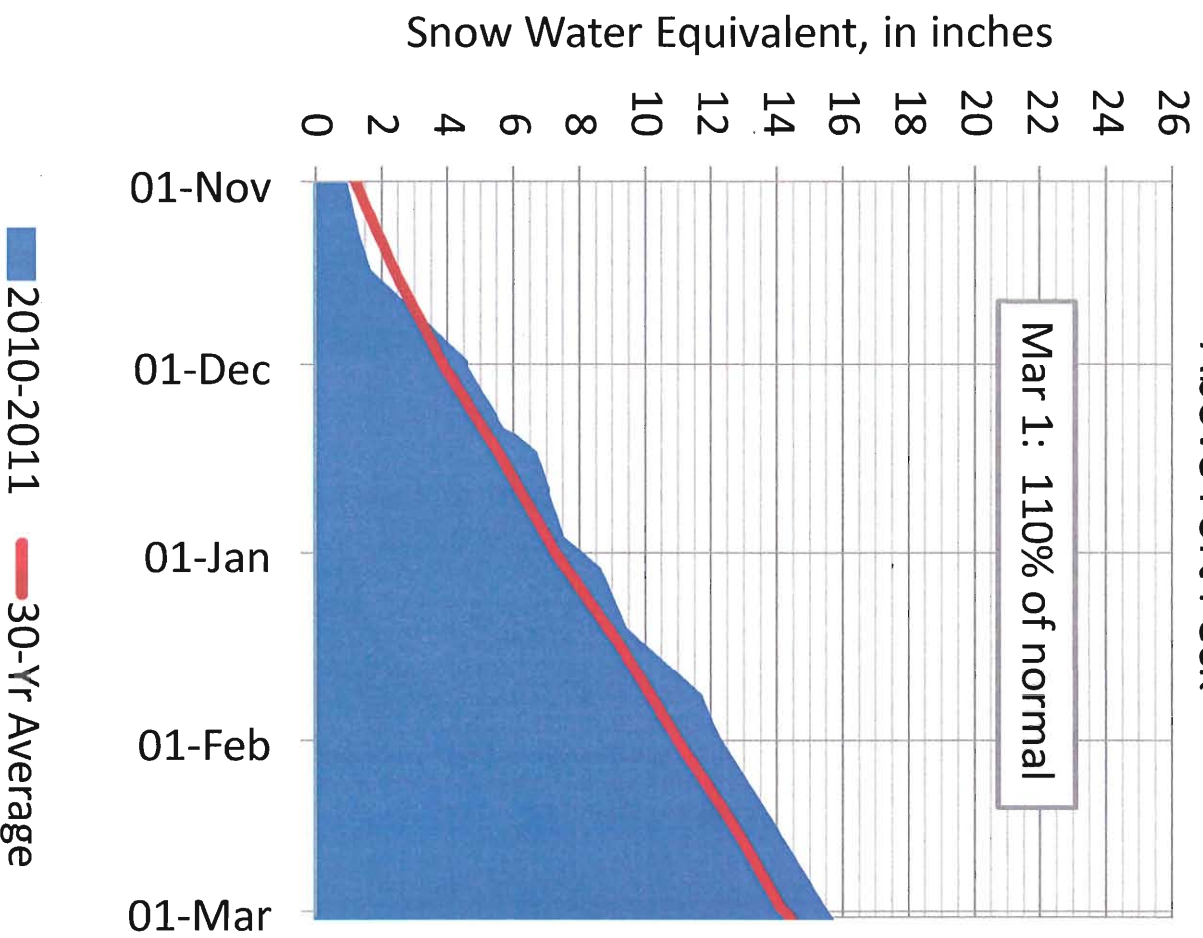 Snow Water Equivalent, in inches
26
24
22
20
18
16
14
12
10
8
6
4
2
0
Mar 1: 110% of normal
01-Nov
01-Dec
01-Jan
01-Feb
01-Mar
2010-2011
30-Yr Average